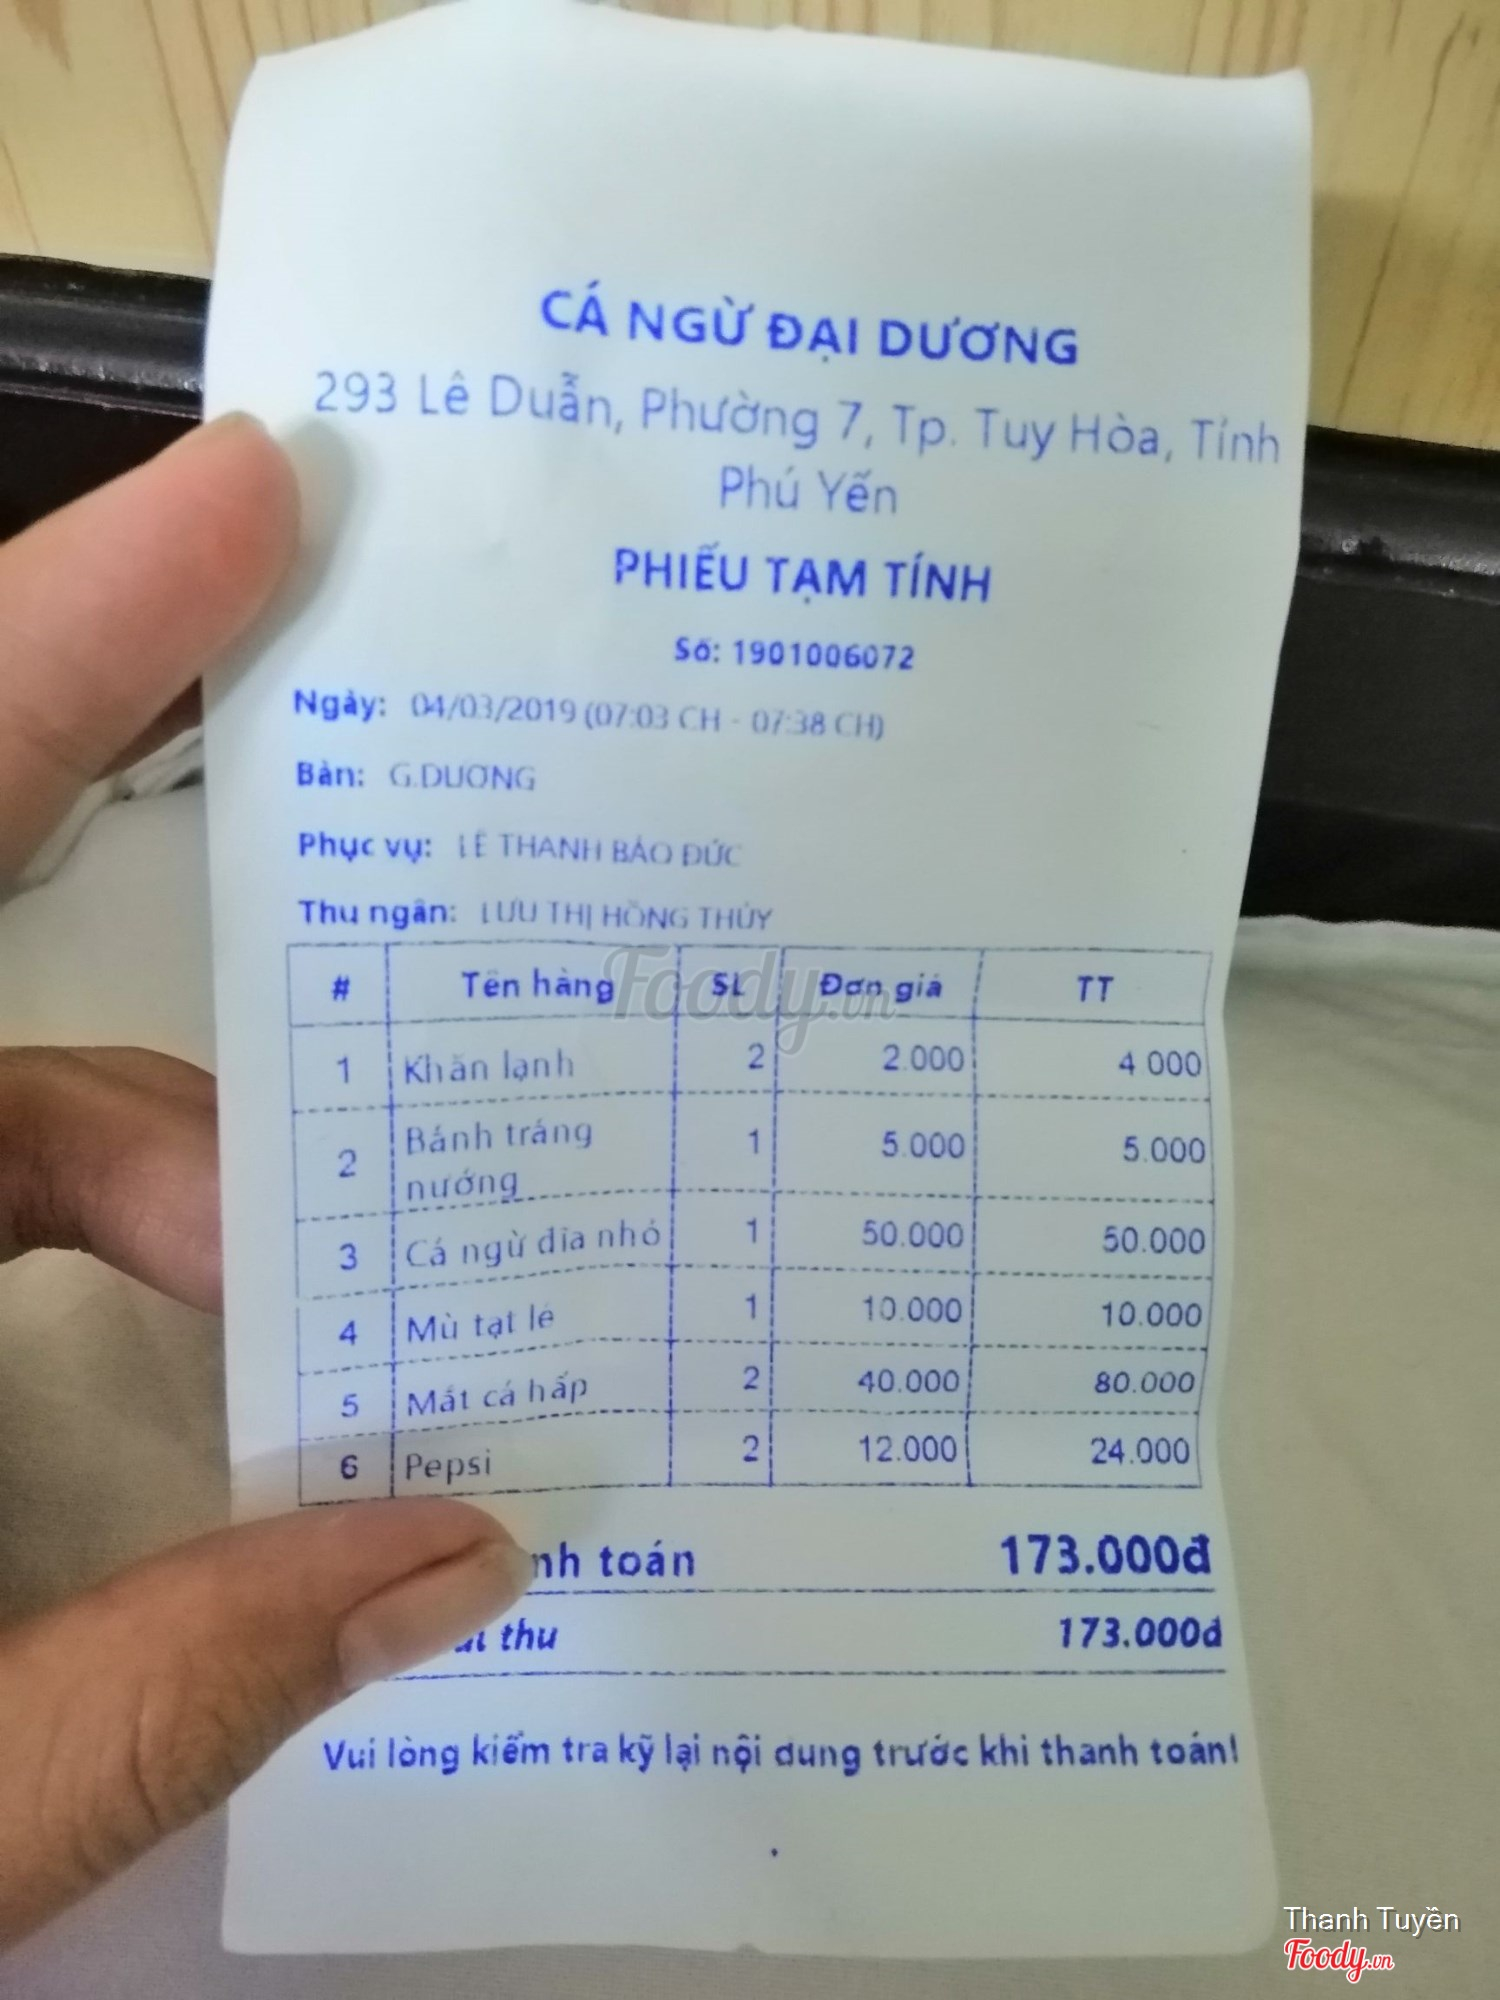 CÁ NGỪ ĐẠI DƯƠNG
293 Lê Duẫn, Phường 7, Tp. Tuy Hòa, Tỉnh
Phú Yến
PHIẾU TẠM TÍNH
Số: 1901006072
Ngày: 04/03/2019 (07:03 CH - 07:38 CH)
Bàn: G.DƯƠNG
Phục vụ: LÊ THANH BẢO ĐỨC
Thu ngân: LƯU THỊ HỒNG THỦY
# Tên hàng SL Đơn giá TT
1 Khăn lạnh 2 2.000 4.000
2 Bánh tráng nướng 1 5.000 5.000
3 Cá ngừ dĩa nhỏ 1 50.000 50.000
4 Mù tạt lẻ 1 10.000 10.000
5 Mắt cá hấp 2 40.000 80.000
6 Pepsi 2 12.000 24.000
nh toán 173.000đ
thu 173.000đ
Vui lòng kiểm tra kỹ lại nội dung trước khi thanh toán!
Foody.vn
Thanh Tuyền
Foody.vn